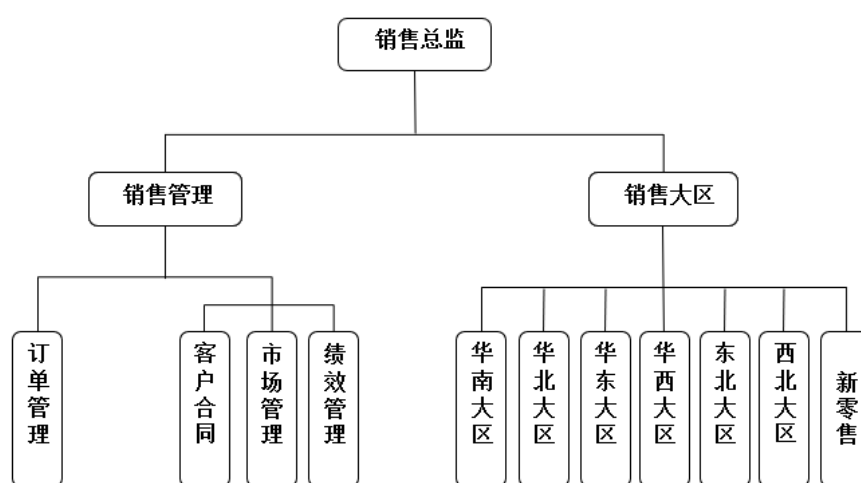 销售总监
销售管理
销售大区
订单管理
客户合同
市场管理
绩效管理
华南大区
华北大区
华东大区
华西大区
东北大区
西北大区
新零售